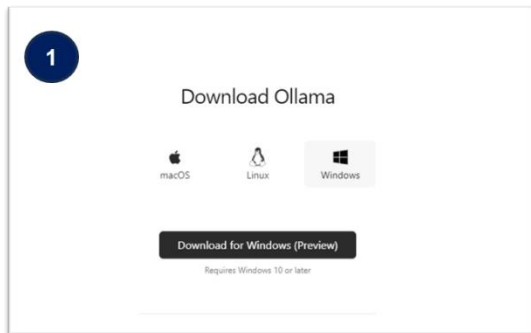 1
Download Ollama
macOS Linux Windows
Download for Windows (Preview)
Requires Windows 10 or later